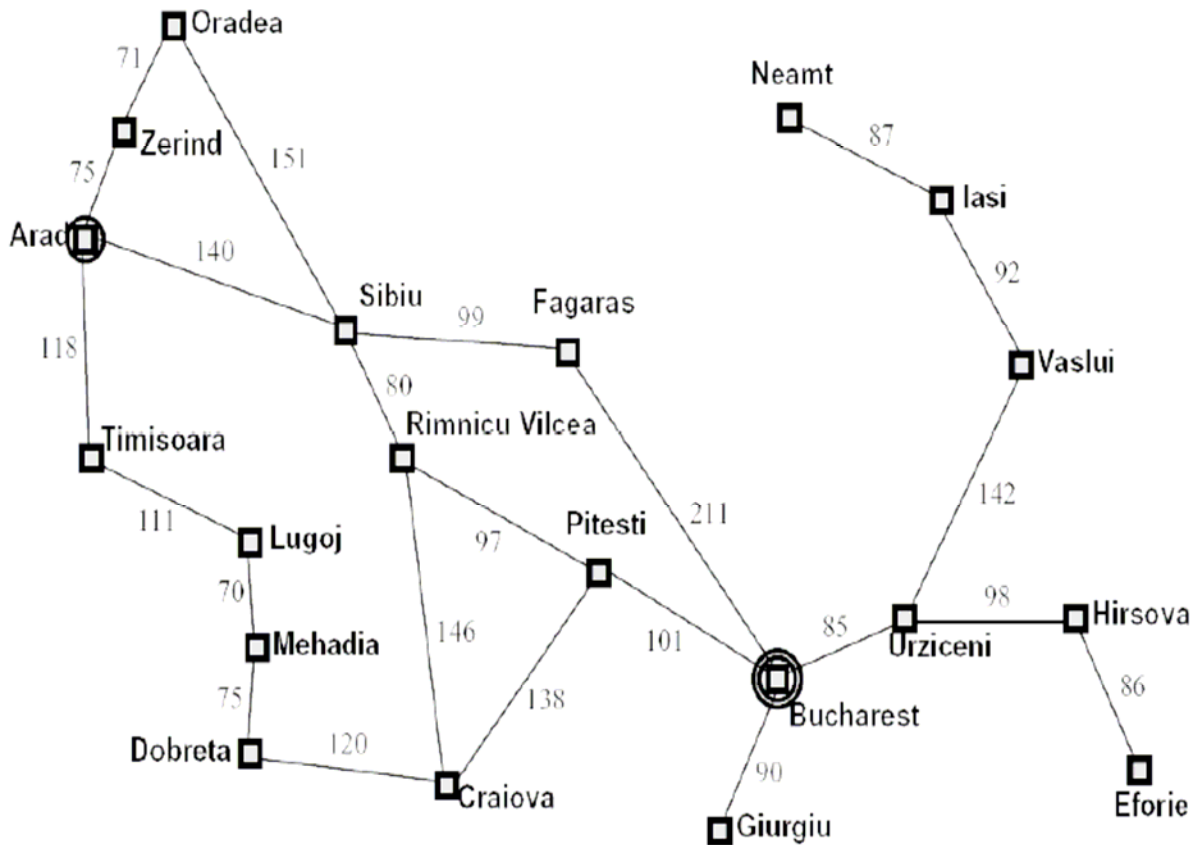 Oradea
71
Neamt
Zerind
87
151
75
Iasi
Arad
140
92
Sibiu
Fagaras
99
118
Vaslui
80
Rimnicu Vilcea
Timisoara
142
111
211
Pitesti
Lugoj
97
70
98
Hirsova
146
85
Mehadia
101
Urziceni
75
138
86
Bucharest
Dobreta
120
90
Craiova
Eforie
Giurgiu